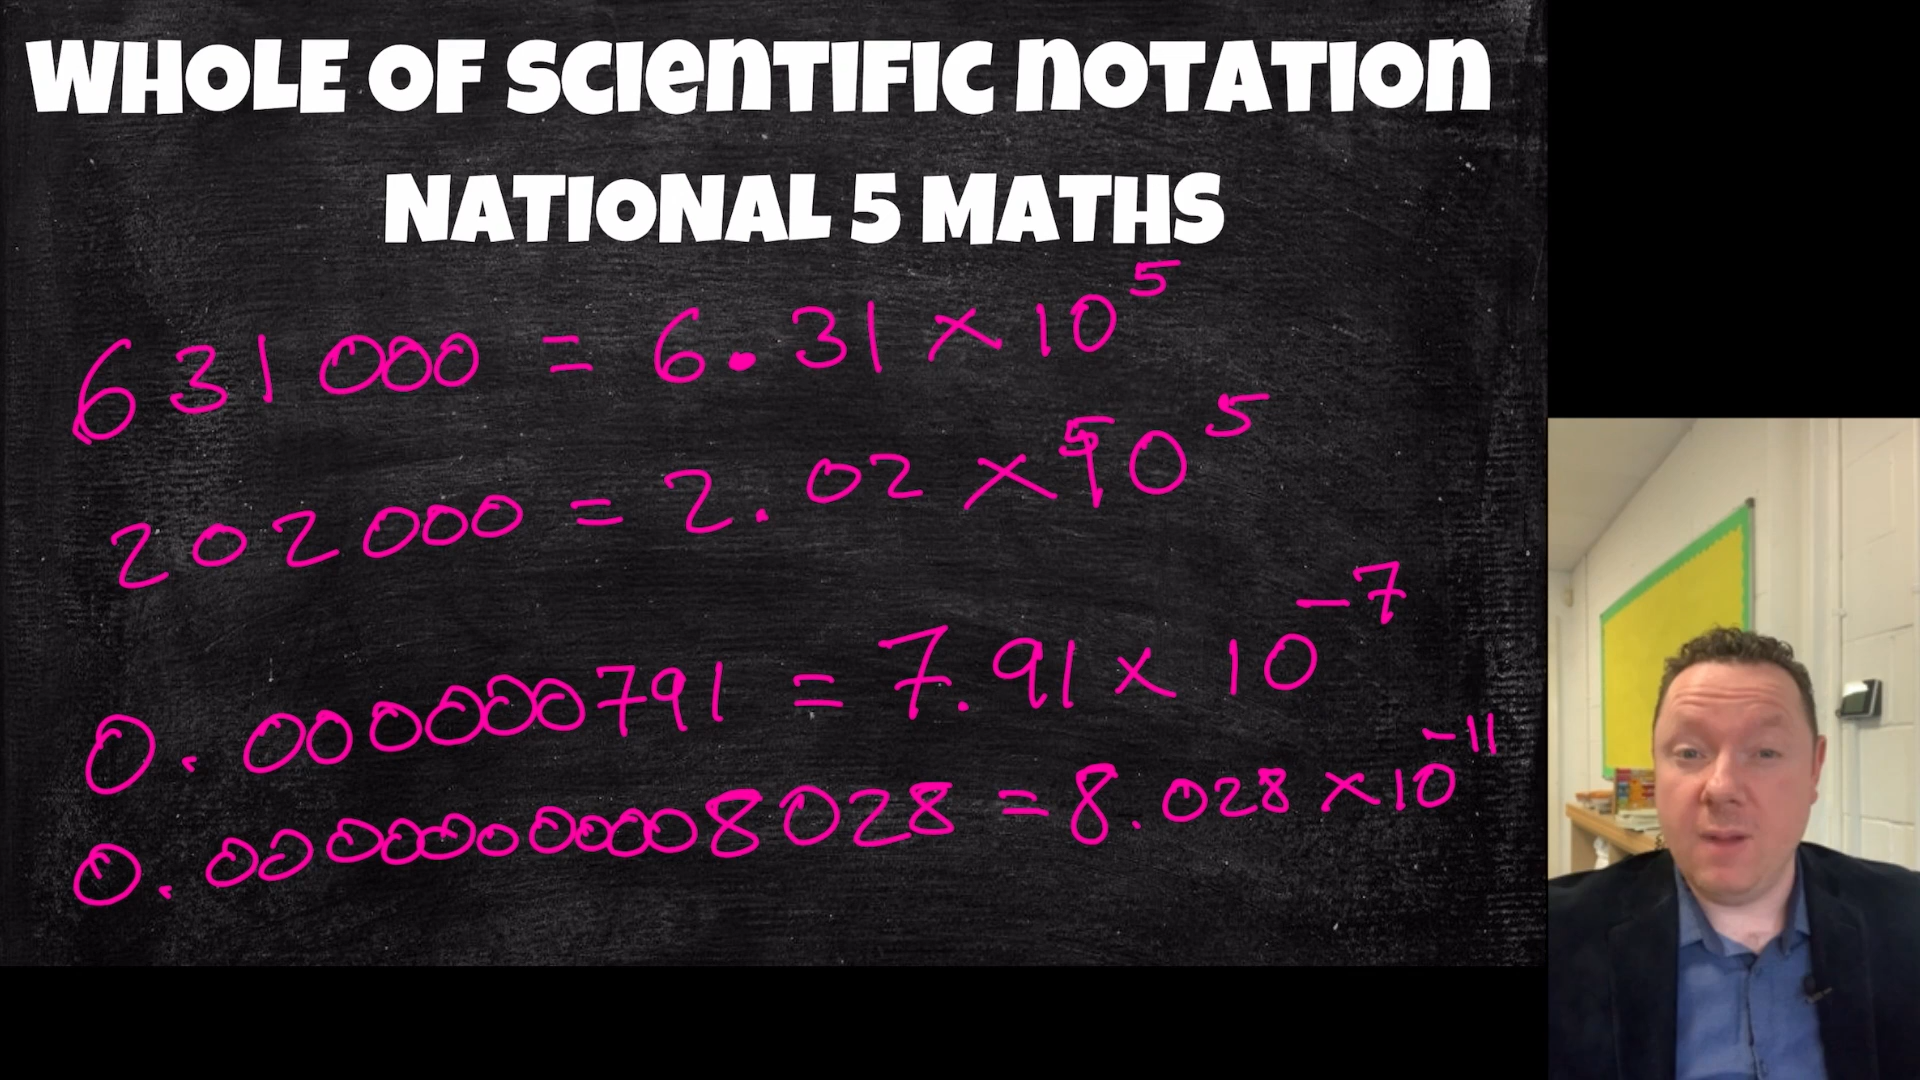 WHOLE OF SCIENTIFIC NOTATION
NATIONAL 5 MATHS
631 000 = 6.31 × 10⁵
202 000 = 2.02 × 10⁵
0.000000791 = 7.91 × 10⁻⁷
0.00000000008028 = 8.028 × 10⁻¹¹